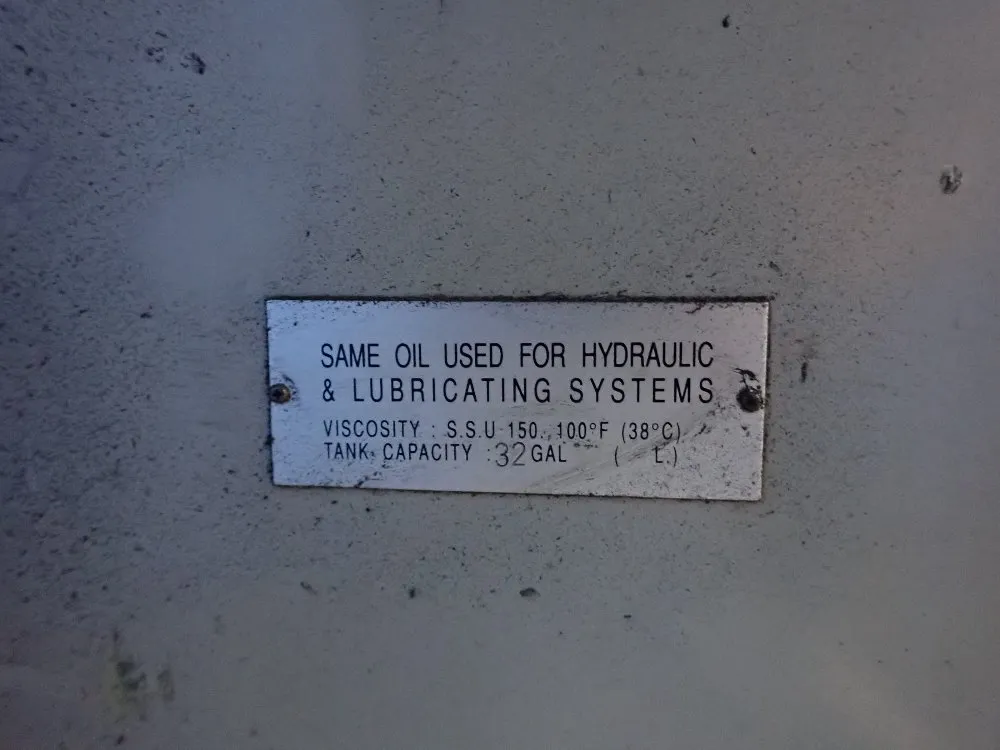 SAME OIL USED FOR HYDRAULIC
& LUBRICATING SYSTEMS
VISCOSITY : S.S.U 150. 100°F (38°C)
TANK CAPACITY : 32 GAL ( L.)